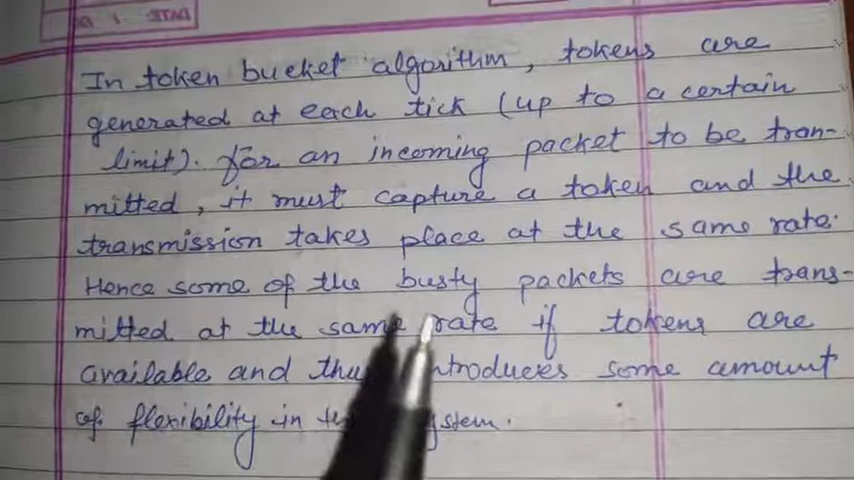 DATE
In token bucket algorithm, tokens are
generated at each tick (up to a certain
limit). for an incoming packet to be tran-
mitted, it must capture a token and the
transmission takes place at the same rate.
Hence some of the busty packets are trans-
mitted at the same rate if tokens are
available and introduces some amount
of flexibility in